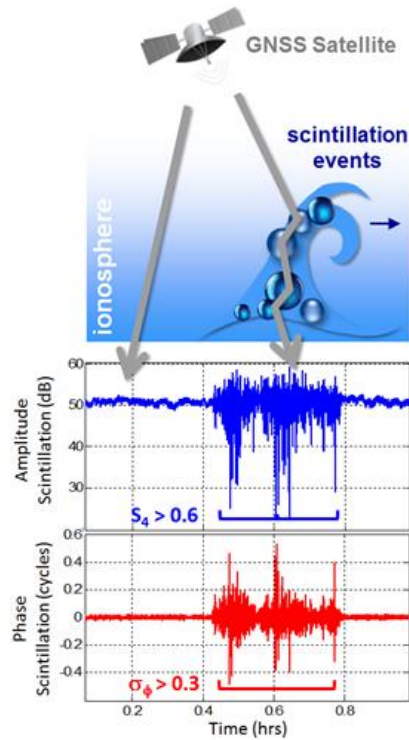 GNSS Satellite
scintillation
events
ionosphere
Amplitude
Scintillation (dB)
60
50
40
30
S4 > 0.6
Phase
Scintillation (cycles)
0.6
0.4
0.2
0
-0.2
-0.4
σϕ > 0.3
0.2 0.4 0.6 0.8
Time (hrs)